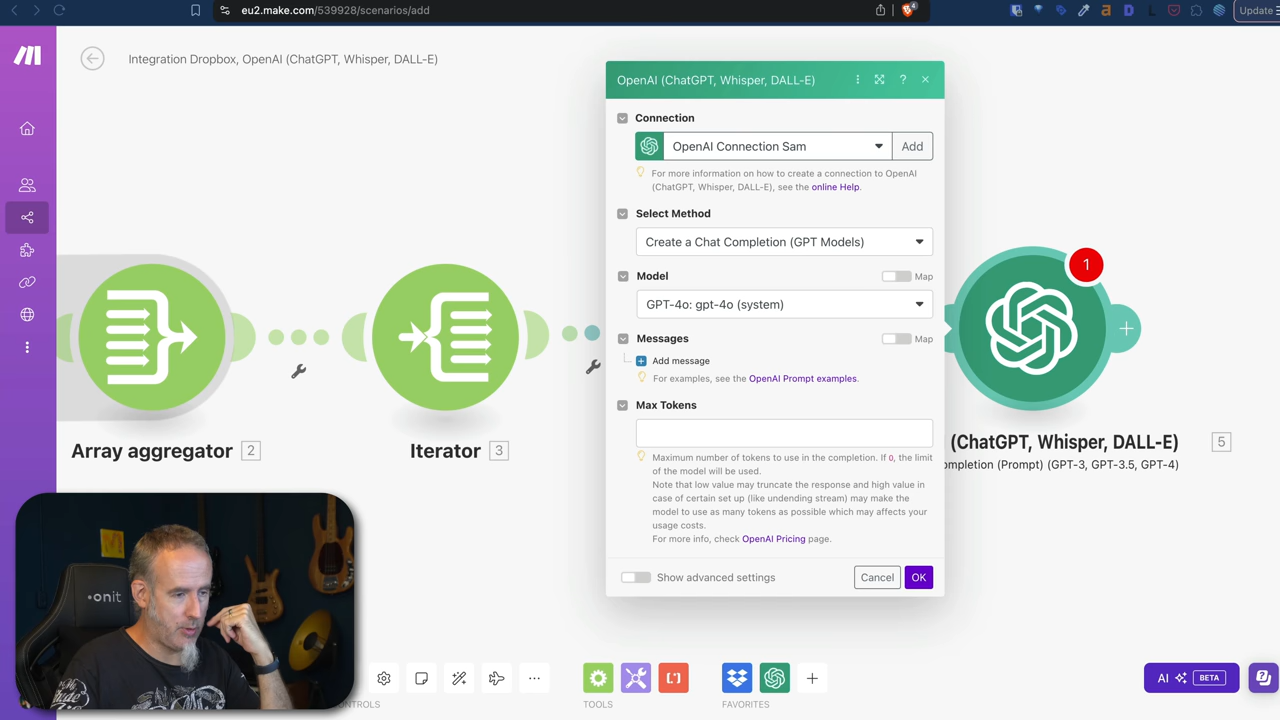 eu2.make.com/539928/scenarios/add
4
Update
Integration Dropbox, OpenAI (ChatGPT, Whisper, DALL-E)
OpenAI (ChatGPT, Whisper, DALL-E)
?
Connection
OpenAI Connection Sam
Add
For more information on how to create a connection to OpenAI
(ChatGPT, Whisper, DALL-E), see the online Help.
Select Method
Create a Chat Completion (GPT Models)
Model
Map
GPT-4o: gpt-4o (system)
Messages
Map
Add message
For examples, see the OpenAI Prompt examples.
Max Tokens
Maximum number of tokens to use in the completion. If 0, the limit
of the model will be used.
Note that low value may truncate the response and high value in
case of certain set up (like undending stream) may make the
model to use as many tokens as possible which may affects your
usage costs.
For more info, check OpenAI Pricing page.
Show advanced settings
Cancel
OK
1
Array aggregator 2
Iterator 3
(ChatGPT, Whisper, DALL-E) 5
ompletion (Prompt) (GPT-3, GPT-3.5, GPT-4)
onit
NTROLS
TOOLS
FAVORITES
AI BETA